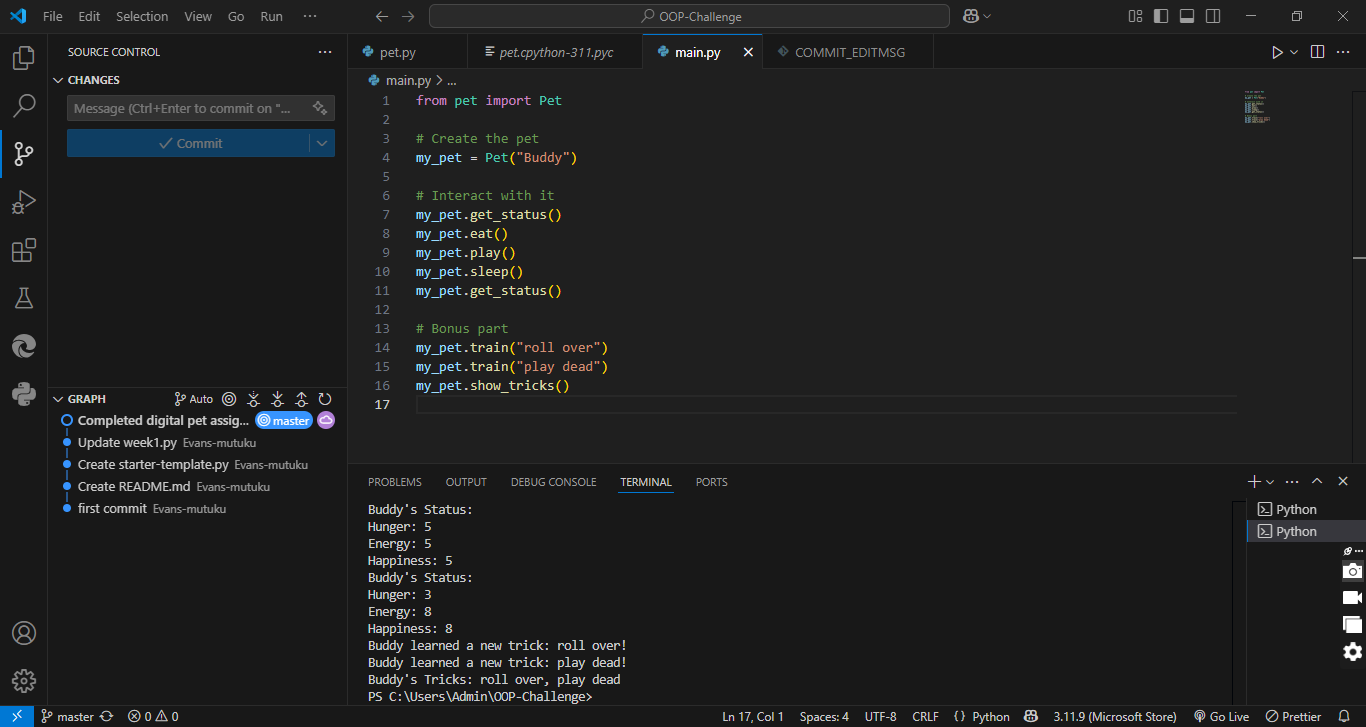 File Edit Selection View Go Run ··· OOP-Challenge
SOURCE CONTROL ···
CHANGES
Message (Ctrl+Enter to commit on "...
Commit
GRAPH Auto
Completed digital pet assig... master
Update week1.py Evans-mutuku
Create starter-template.py Evans-mutuku
Create README.md Evans-mutuku
first commit Evans-mutuku
pet.py pet.cpython-311.pyc main.py COMMIT_EDITMSG
main.py > ...
1 from pet import Pet
2
3 # Create the pet
4 my_pet = Pet("Buddy")
5
6 # Interact with it
7 my_pet.get_status()
8 my_pet.eat()
9 my_pet.play()
10 my_pet.sleep()
11 my_pet.get_status()
12
13 # Bonus part
14 my_pet.train("roll over")
15 my_pet.train("play dead")
16 my_pet.show_tricks()
17
PROBLEMS OUTPUT DEBUG CONSOLE TERMINAL PORTS
Buddy's Status:
Hunger: 5
Energy: 5
Happiness: 5
Buddy's Status:
Hunger: 3
Energy: 8
Happiness: 8
Buddy learned a new trick: roll over!
Buddy learned a new trick: play dead!
Buddy's Tricks: roll over, play dead
PS C:\Users\Admin\OOP-Challenge>
Python
Python
master 0 0 Ln 17, Col 1 Spaces: 4 UTF-8 CRLF {} Python 3.11.9 (Microsoft Store) Go Live Prettier